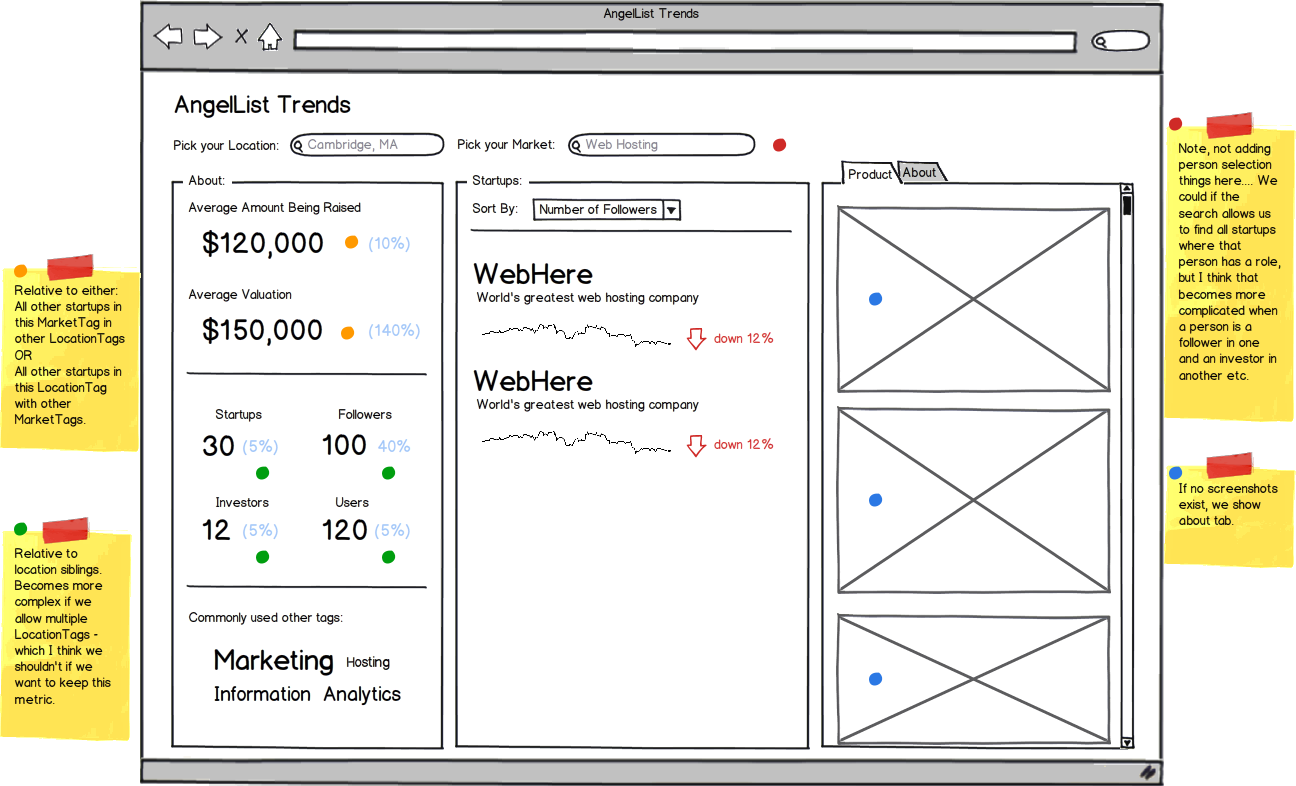 AngelList Trends
AngelList Trends
Pick your Location: Cambridge, MA Pick your Market: Web Hosting
About:
Average Amount Being Raised
$120,000 (10%)
Average Valuation
$150,000 (140%)
Startups Followers
30 (5%) 100 40%
Investors Users
12 (5%) 120 (5%)
Commonly used other tags:
Marketing Hosting
Information Analytics
Startups:
Sort By: Number of Followers
WebHere
World's greatest web hosting company
down 12%
WebHere
World's greatest web hosting company
down 12%
Product About
Relative to either:
All other startups in
this MarketTag in
other LocationTags
OR
All other startups in
this LocationTag
with other
MarketTags.
Relative to
location siblings.
Becomes more
complex if we
allow multiple
LocationTags -
which I think we
shouldn't if we
want to keep this
metric.
Note, not adding
person selection
things here.... We
could if the
search allows us
to find all startups
where that
person has a role,
but I think that
becomes more
complicated when
a person is a
follower in one
and an investor in
another etc.
If no screenshots
exist, we show
about tab.